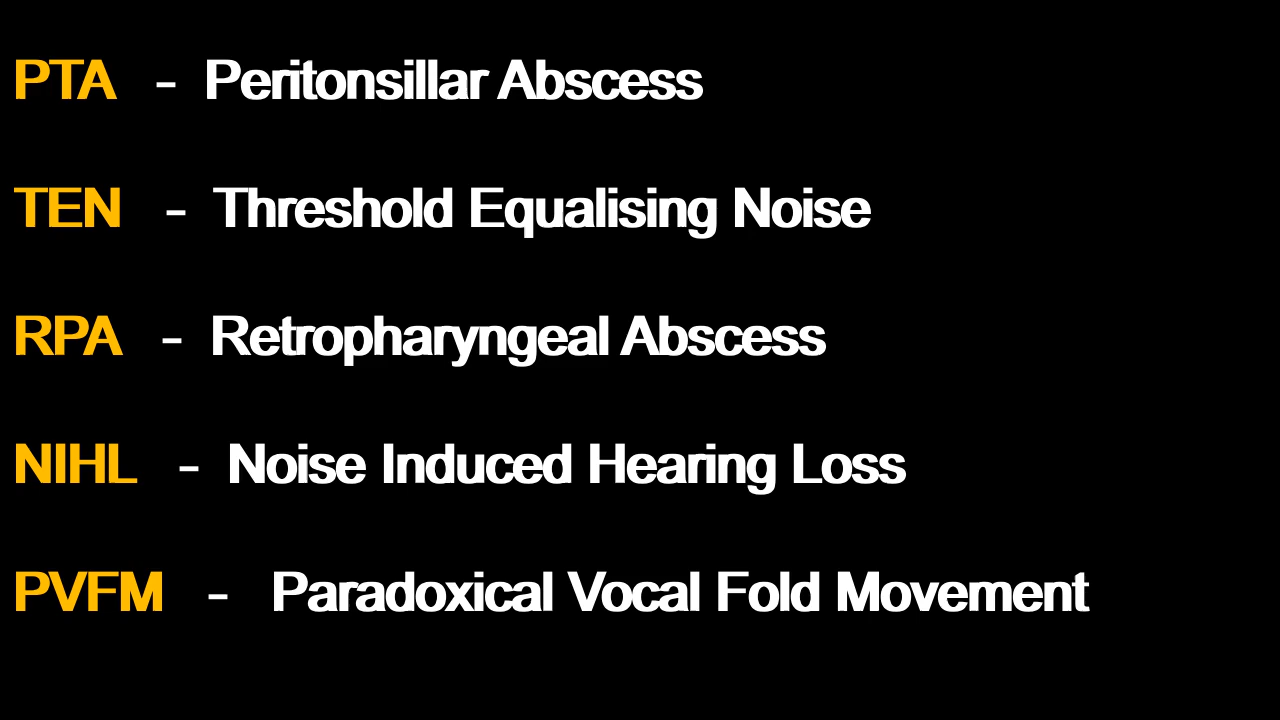 PTA - Peritonsillar Abscess
TEN - Threshold Equalising Noise
RPA - Retropharyngeal Abscess
NIHL - Noise Induced Hearing Loss
PVFM - Paradoxical Vocal Fold Movement